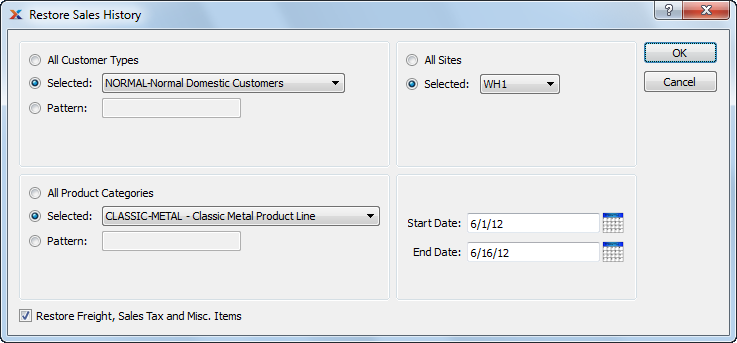 Restore Sales History
All Customer Types
Selected: NORMAL-Normal Domestic Customers
Pattern:
All Sites
Selected: WH1
OK
Cancel
All Product Categories
Selected: CLASSIC-METAL - Classic Metal Product Line
Pattern:
Start Date: 6/1/12
End Date: 6/16/12
Restore Freight, Sales Tax and Misc. Items